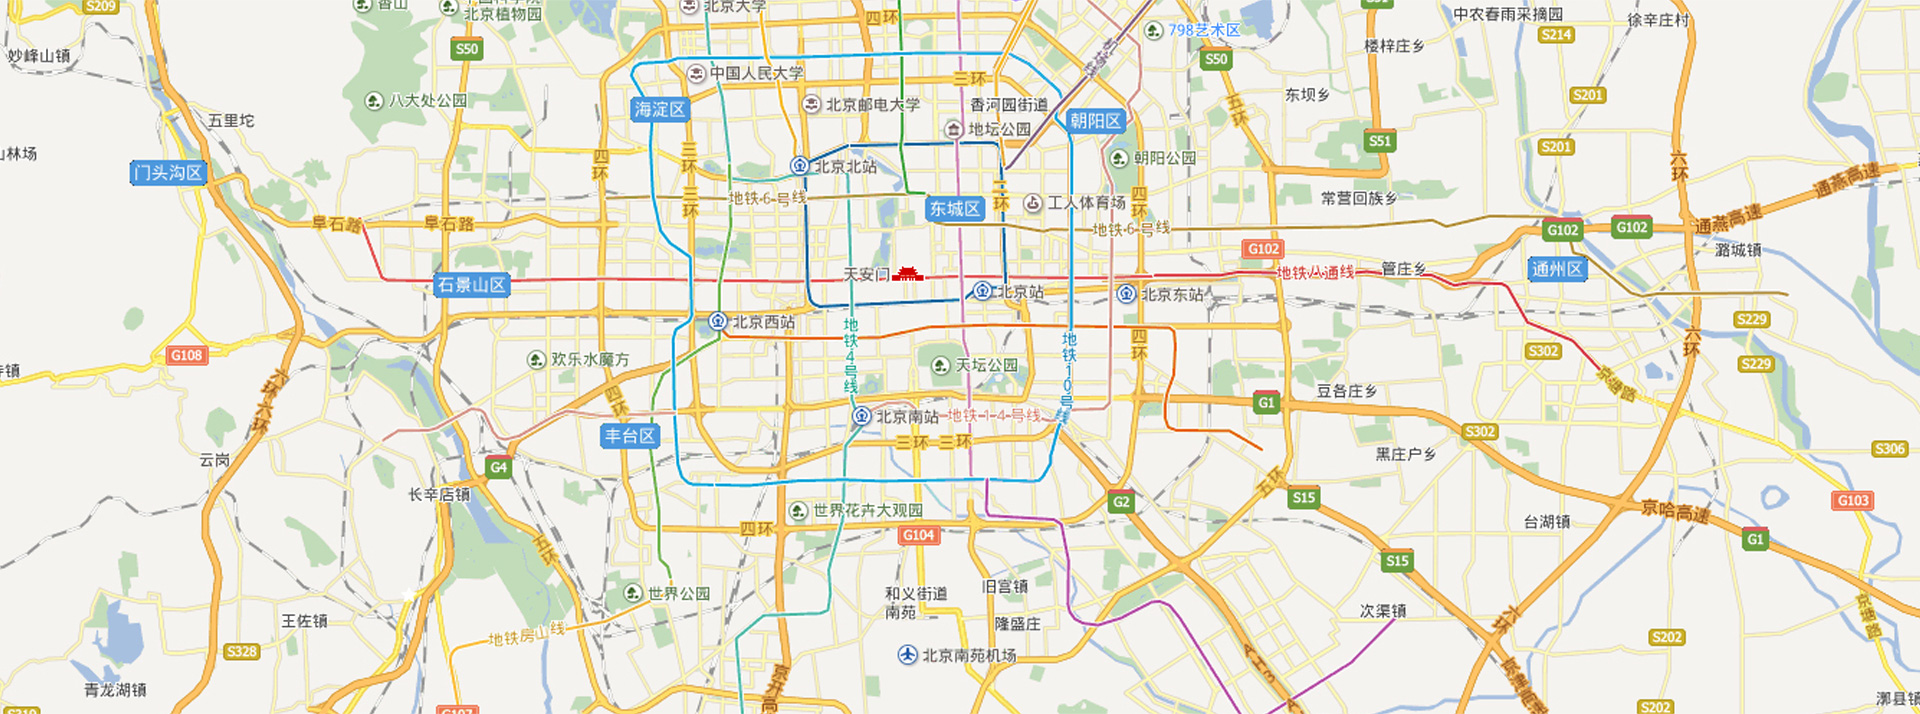 S209
香山
北京植物园
北京大学
四环
798艺术区
中农春雨采摘园
徐辛庄村
S214
妙峰山镇
S50
中国人民大学
三环
机场线
S50
楼梓庄乡
八大处公园
海淀区
北京邮电大学
香河园街道
朝阳区
五环
东坝乡
S201
五里坨
地坛公园
S51
S201
山林场
门头沟区
四环
三环
北京北站
朝阳公园
六环
通燕高速
三环
地铁6号线
东城区
二环
工人体育场
四环
常营回族乡
阜石路
阜石路
地铁6号线
G102
G102
G102
通燕高速
潞城镇
石景山区
天安门
地铁八通线
管庄乡
通州区
北京站
北京东站
北京西站
地铁4号线
地铁10号线
S229
G108
欢乐水魔方
天坛公园
四环
S302
六环
S229
六环
四环
豆各庄乡
京塘路
G1
丰台区
北京南站
地铁14号线
三环
三环
S302
S306
云岗
G4
黑庄户乡
长辛店镇
五环
S15
G2
G103
世界花卉大观园
四环
京哈高速
台湖镇
五环
G104
G1
S15
世界公园
和义街道
南苑
旧宫镇
次渠镇
六环
王佐镇
地铁房山线
隆盛庄
S202
S328
北京南苑机场
AH3
青龙湖镇
京开高
漷县镇
S202